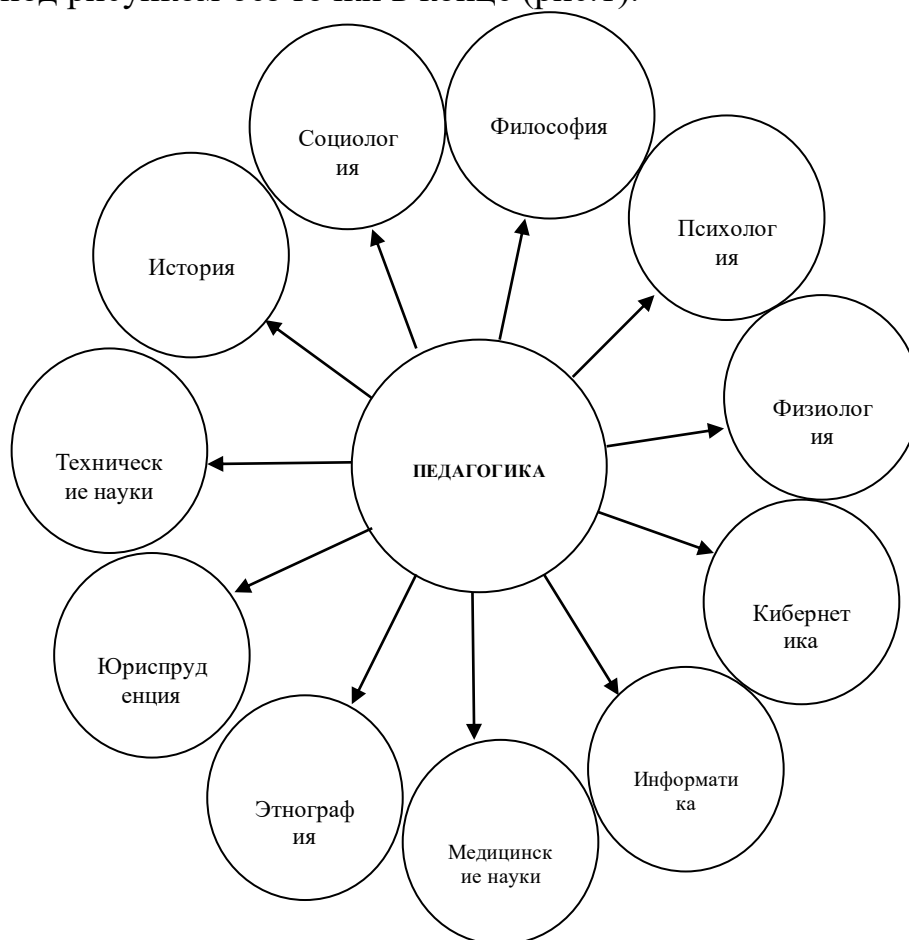 под рисунком без точки в конце (рис.1).
Философия
Социолог
ия
Психолог
ия
История
Физиолог
ия
Техническ
ие науки
ПЕДАГОГИКА
Кибернет
ика
Юриспруд
енция
Информати
ка
Этнограф
ия
Медицинск
ие науки